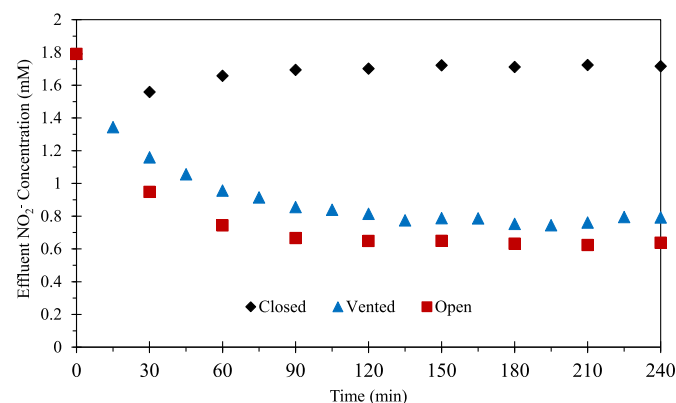 Effluent NO₂⁻ Concentration (mM)
2
1.8
1.6
1.4
1.2
1
0.8
0.6
0.4
0.2
0
Closed Vented Open
0 30 60 90 120 150 180 210 240
Time (min)